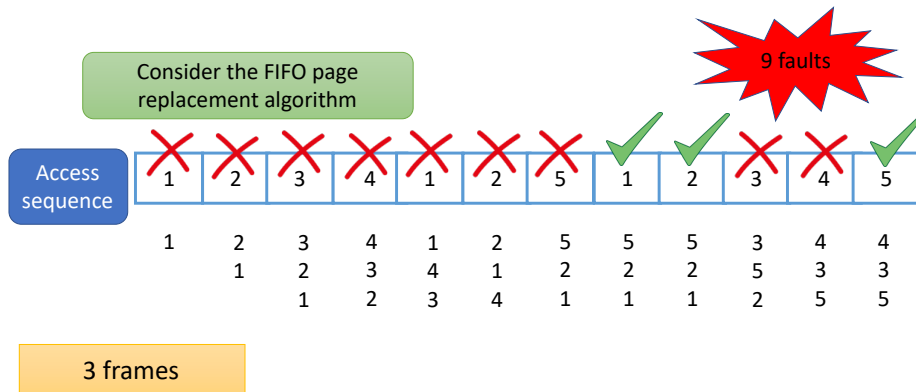 Consider the FIFO page
replacement algorithm
9 faults
Access
sequence
1 2 3 4 1 2 5 1 2 3 4 5
1 2 3 4 1 2 5 5 5 3 4 4
1 2 3 4 1 2 2 2 5 3 3
1 2 3 4 1 1 1 2 5 5
3 frames